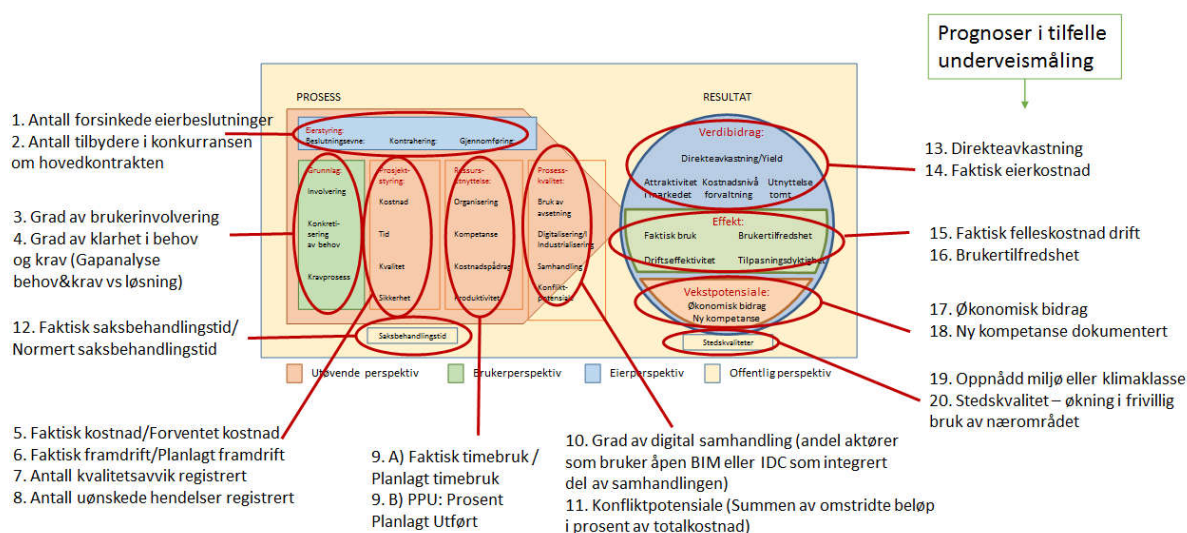 Prognoser i tilfelle
underveismåling
PROSESS
RESULTAT
1. Antall forsinkede eierbeslutninger
2. Antall tilbydere i konkurransen
om hovedkontrakten
Eierstyring:
Beslutningsevne: Kontrahering: Gjennomføring:
Grunnlag:
Involvering
Konkreti-
sering
av behov
Kravprosess
Prosjekt-
styring:
Kostnad
Tid
Kvalitet
Sikkerhet
Ressurs-
utnyttelse:
Organisering
Kompetanse
Kostnadspådrag
Produktivitet
Prosess-
kvalitet:
Bruk av
avsetning
Digitalisering/I
Industrialisering
Samhandling
Konflikt-
potensiale
Saksbehandlingstid
Verdibidrag:
Direkteavkastning/Yield
Attraktivitet Kostnadsnivå Utnyttelse
i markedet forvaltning tomt
Effekt:
Faktisk bruk Brukertilfredshet
Driftseffektivitet Tilpasningsdyktighet
Vekstpotensiale:
Økonomisk bidrag
Ny kompetanse
Stedskvaliteter
Utøvende perspektiv
Brukerperspektiv
Eierperspektiv
Offentlig perspektiv
3. Grad av brukerinvolvering
4. Grad av klarhet i behov
og krav (Gapanalyse
behov&krav vs løsning)
12. Faktisk saksbehandlingstid/
Normert saksbehandlingstid
5. Faktisk kostnad/Forventet kostnad
6. Faktisk framdrift/Planlagt framdrift
7. Antall kvalitetsavvik registrert
8. Antall uønskede hendelser registrert
9. A) Faktisk timebruk /
Planlagt timebruk
9. B) PPU: Prosent
Planlagt Utført
10. Grad av digital samhandling (andel aktører
som bruker åpen BIM eller IDC som integrert
del av samhandlingen)
11. Konfliktpotensiale (Summen av omstridte beløp
i prosent av totalkostnad)
13. Direkteavkastning
14. Faktisk eierkostnad
15. Faktisk felleskostnad drift
16. Brukertilfredshet
17. Økonomisk bidrag
18. Ny kompetanse dokumentert
19. Oppnådd miljø eller klimaklasse
20. Stedskvalitet – økning i frivillig
bruk av nærområdet